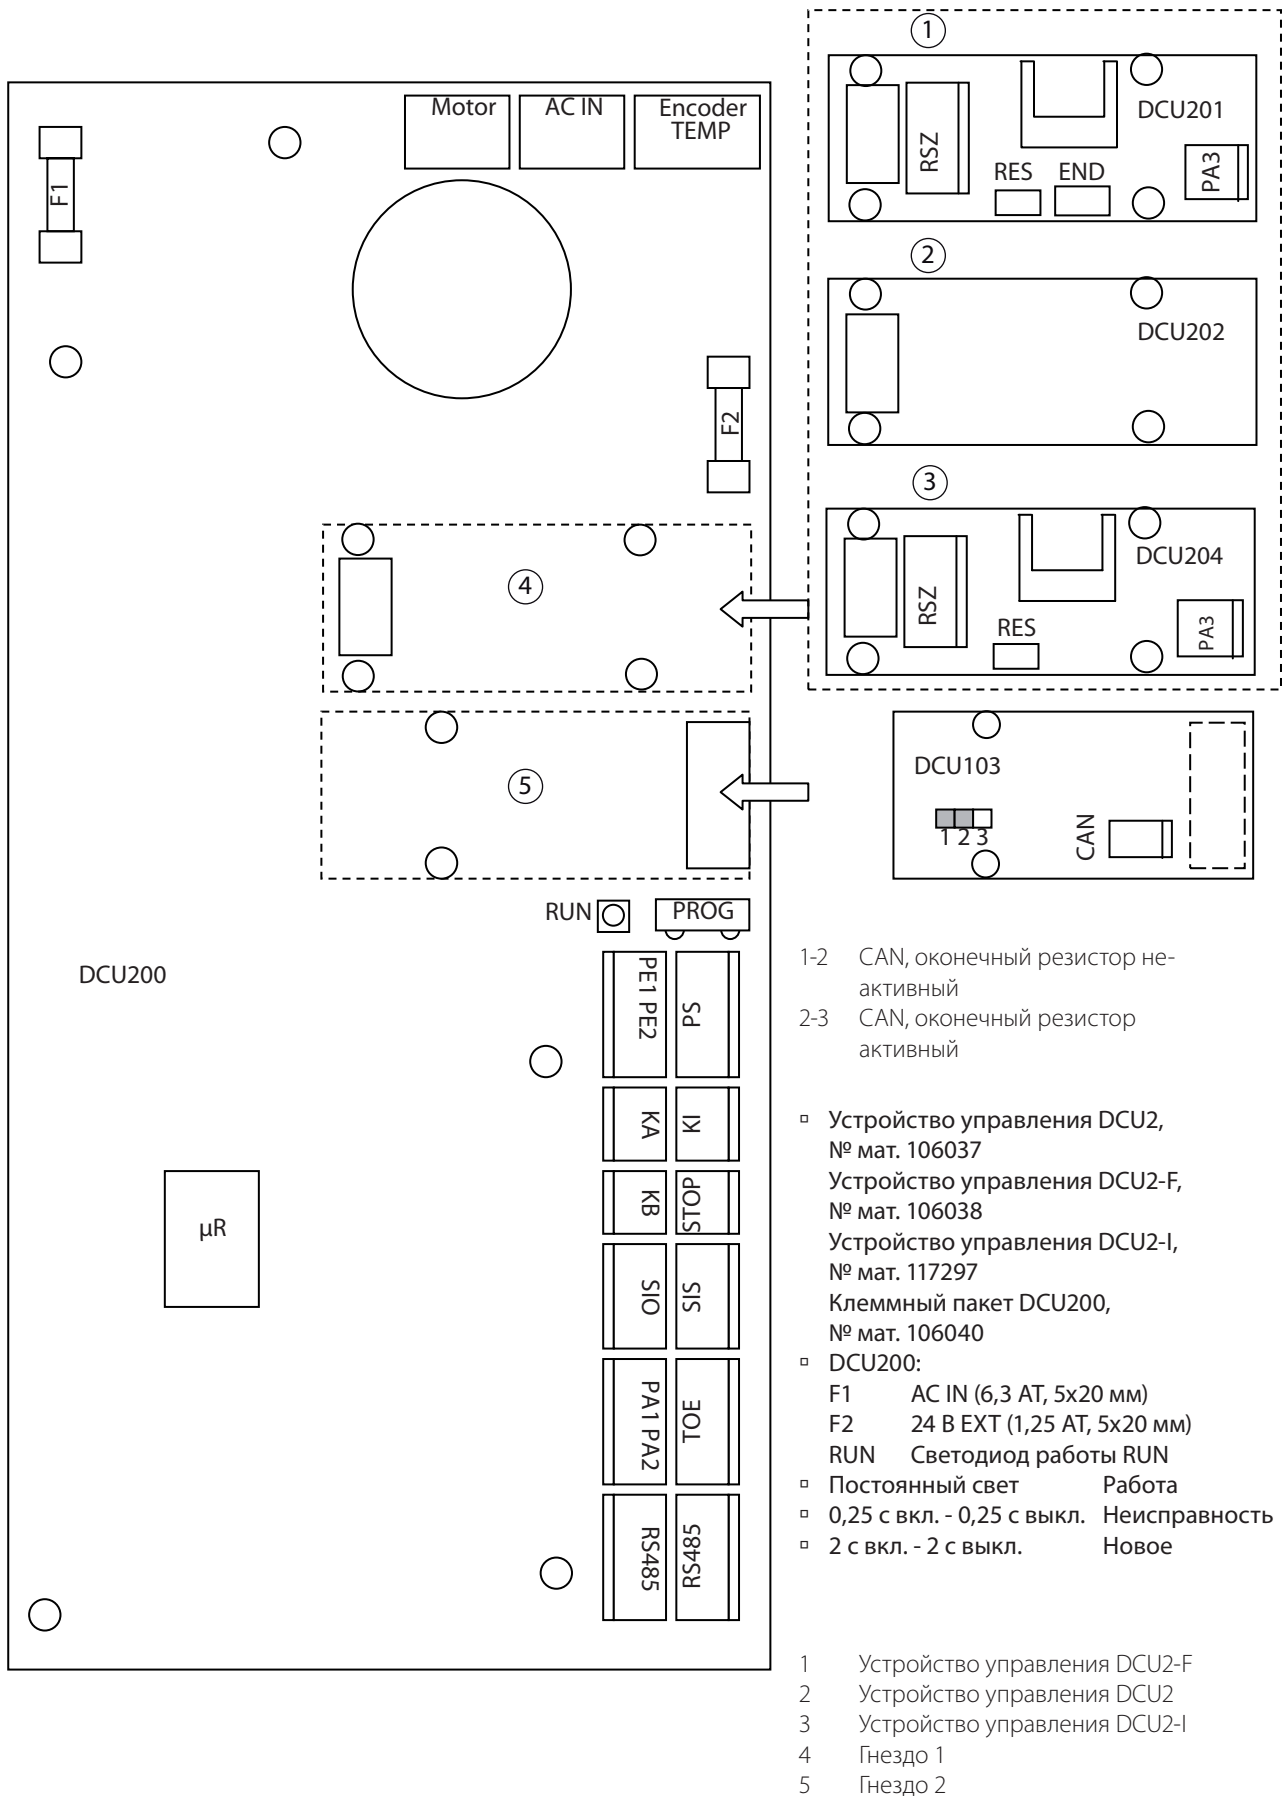 1
Motor
AC IN
Encoder
TEMP
F1
F2
RSZ
RES
END
DCU201
PA3
2
DCU202
3
RSZ
RES
DCU204
PA3
4
5
DCU103
1 2 3
CAN
RUN
PROG
DCU200
PE1 PE2
PS
KA
KI
KB
STOP
SIO
SIS
PA1 PA2
TOE
RS485
RS485
µR
1-2 CAN, оконечный резистор не-
активный
2-3 CAN, оконечный резистор
активный
▫ Устройство управления DCU2,
№ мат. 106037
Устройство управления DCU2-F,
№ мат. 106038
Устройство управления DCU2-I,
№ мат. 117297
Клеммный пакет DCU200,
№ мат. 106040
▫ DCU200:
F1 AC IN (6,3 AT, 5x20 мм)
F2 24 В EXT (1,25 AT, 5x20 мм)
RUN Светодиод работы RUN
▫ Постоянный свет Работа
▫ 0,25 с вкл. - 0,25 с выкл. Неисправность
▫ 2 с вкл. - 2 с выкл. Новое
1 Устройство управления DCU2-F
2 Устройство управления DCU2
3 Устройство управления DCU2-I
4 Гнездо 1
5 Гнездо 2